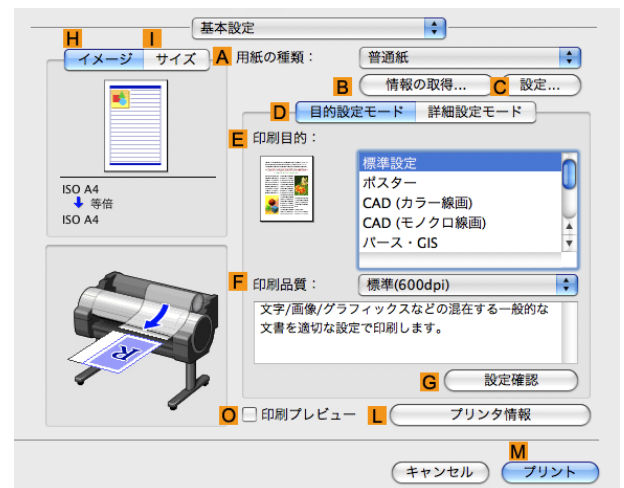 基本設定
H I
イメージ サイズ
A 用紙の種類： 普通紙
B 情報の取得... C 設定...
D 目的設定モード 詳細設定モード
E 印刷目的：
標準設定
ポスター
CAD (カラー線画)
CAD (モノクロ線画)
パース・GIS
ISO A4
等倍
ISO A4
F 印刷品質： 標準(600dpi)
文字/画像/グラフィックスなどの混在する一般的な
文書を適切な設定で印刷します。
R
G 設定確認
O 印刷プレビュー L プリンタ情報
M
キャンセル プリント